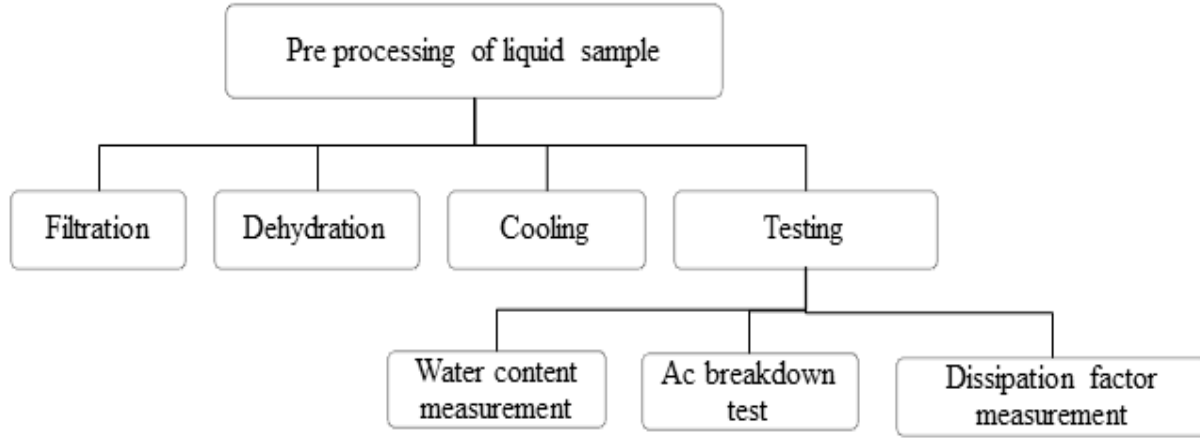 Pre processing of liquid sample
Filtration
Dehydration
Cooling
Testing
Water content
measurement
Ac breakdown
test
Dissipation factor
measurement